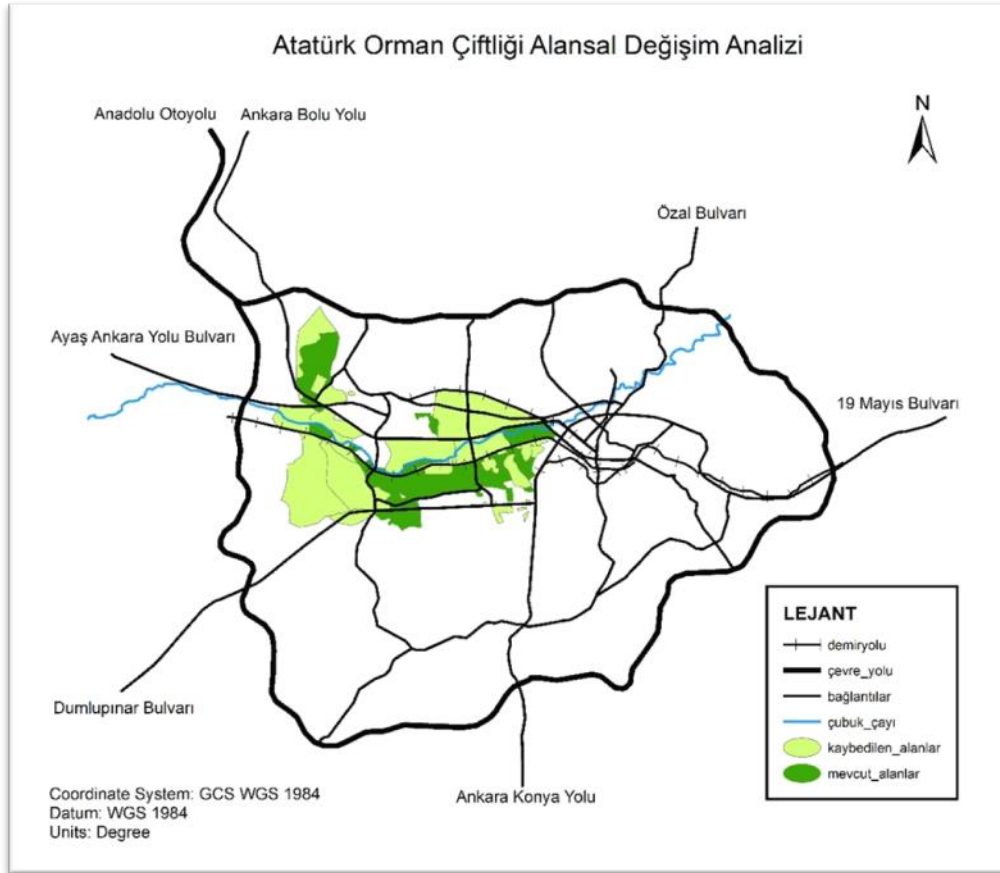 Atatürk Orman Çiftliği Alansal Değişim Analizi
N
Anadolu Otoyolu
Ankara Bolu Yolu
Özal Bulvarı
Ayaş Ankara Yolu Bulvarı
19 Mayıs Bulvarı
Dumlupınar Bulvarı
Ankara Konya Yolu
LEJANT
demiryolu
çevre_yolu
bağlantılar
çubuk_çayı
kaybedilen_alanlar
mevcut_alanlar
Coordinate System: GCS WGS 1984
Datum: WGS 1984
Units: Degree